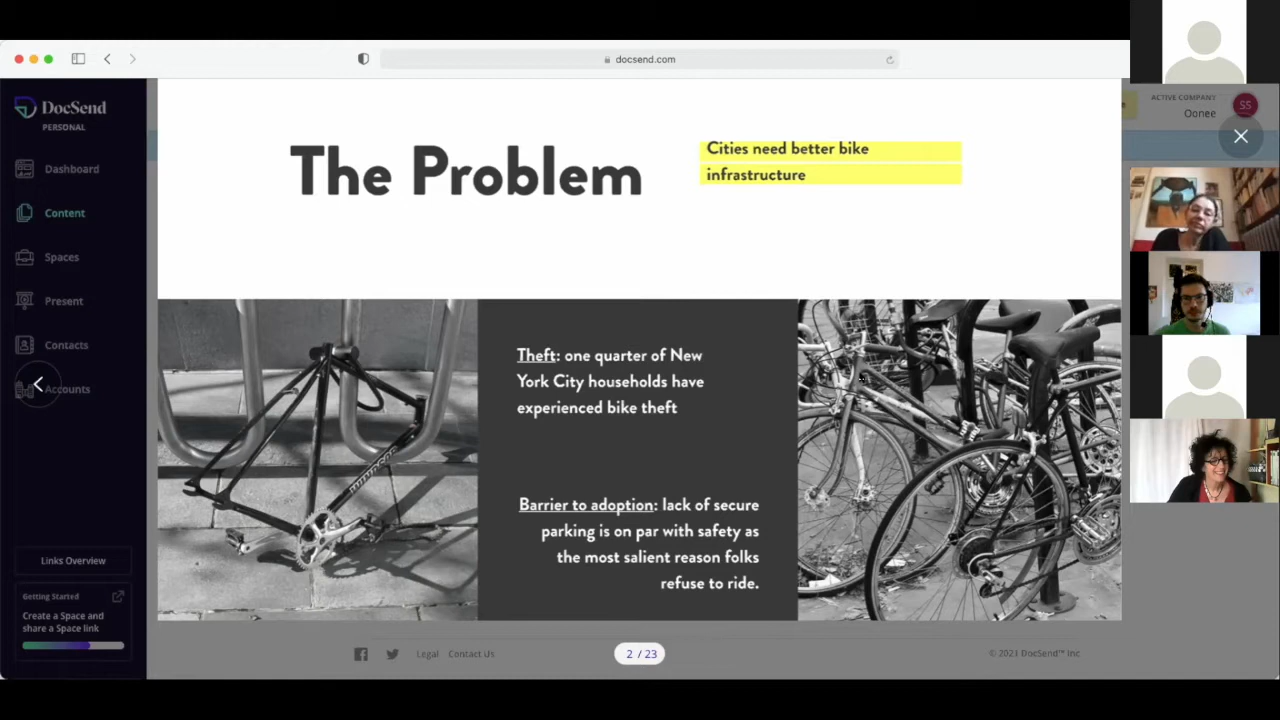 docsend.com
DocSend
PERSONAL
Dashboard
Content
Spaces
Present
Contacts
Accounts
Links Overview
Getting Started
Create a Space and
share a Space link
The Problem
Cities need better bike
infrastructure
Theft: one quarter of New
York City households have
experienced bike theft
Barrier to adoption: lack of secure
parking is on par with safety as
the most salient reason folks
refuse to ride.
WINDSOR
ACTIVE COMPANY
Oonee
SS
Legal
Contact Us
2 / 23
© 2021 DocSend™ Inc